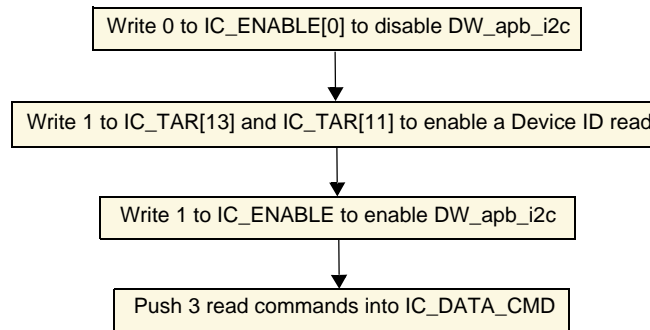 Write 0 to IC_ENABLE[0] to disable DW_apb_i2c
Write 1 to IC_TAR[13] and IC_TAR[11] to enable a Device ID read
Write 1 to IC_ENABLE to enable DW_apb_i2c
Push 3 read commands into IC_DATA_CMD